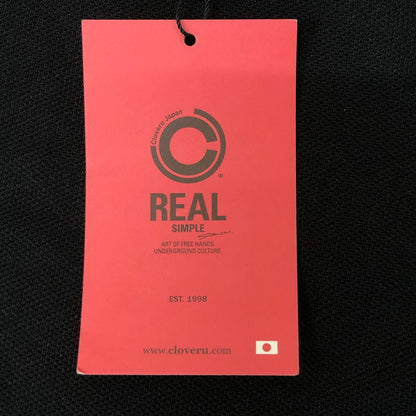 Cloveru Japan
C
®
REAL
SIMPLE
ART OF FREE HANDS.
UNDERGROUND CULTURE.
EST. 1998
www.cloveru.com